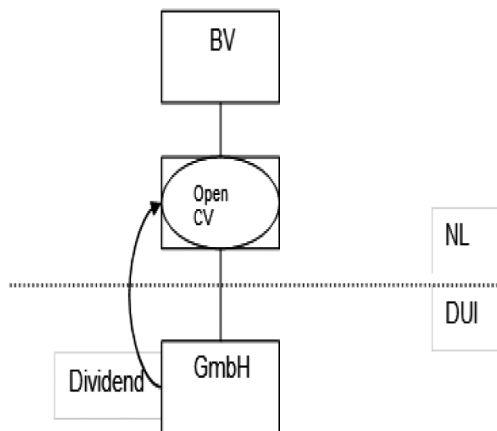 BV
Open
CV
NL
DUI
GmbH
Dividend